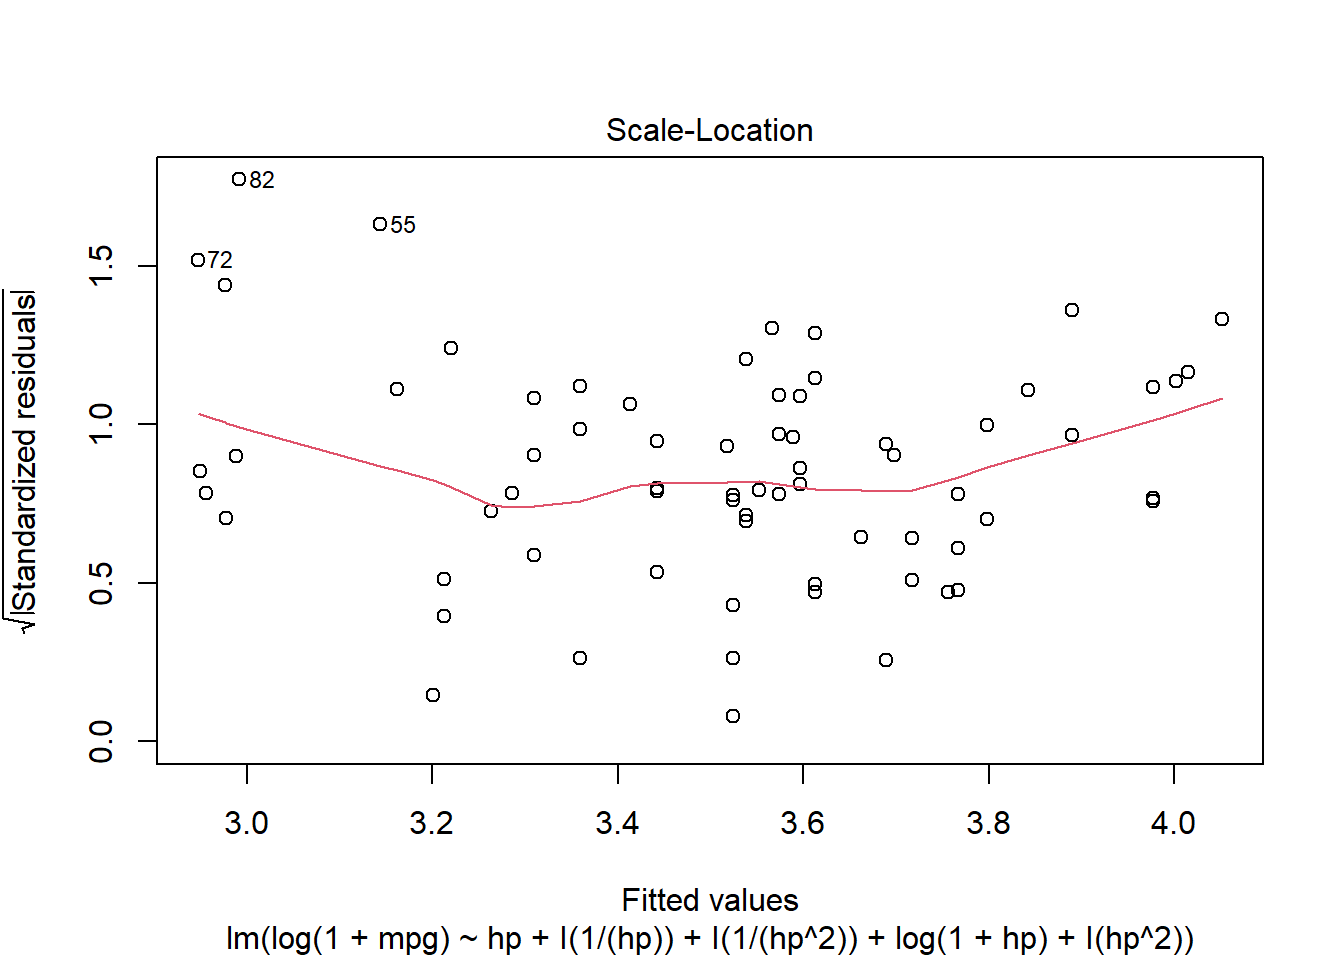 Scale-Location
82
55
72
√|Standardized residuals|
0.0 0.5 1.0 1.5
3.0 3.2 3.4 3.6 3.8 4.0
Fitted values
lm(log(1 + mpg) ~ hp + I(1/(hp)) + I(1/(hp^2)) + log(1 + hp) + I(hp^2))